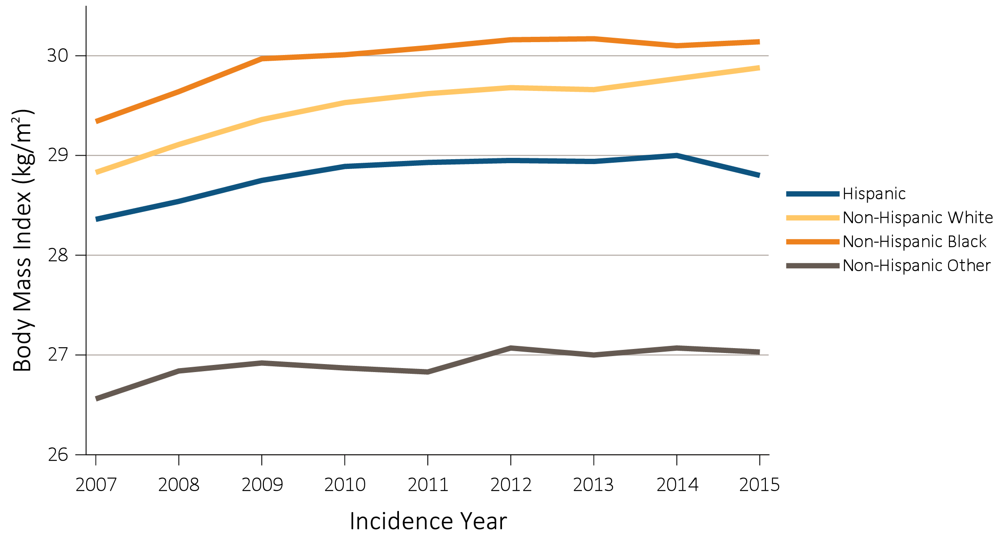 Body Mass Index (kg/m²)
30
29
28
27
26
2007 2008 2009 2010 2011 2012 2013 2014 2015
Incidence Year
Hispanic
Non-Hispanic White
Non-Hispanic Black
Non-Hispanic Other